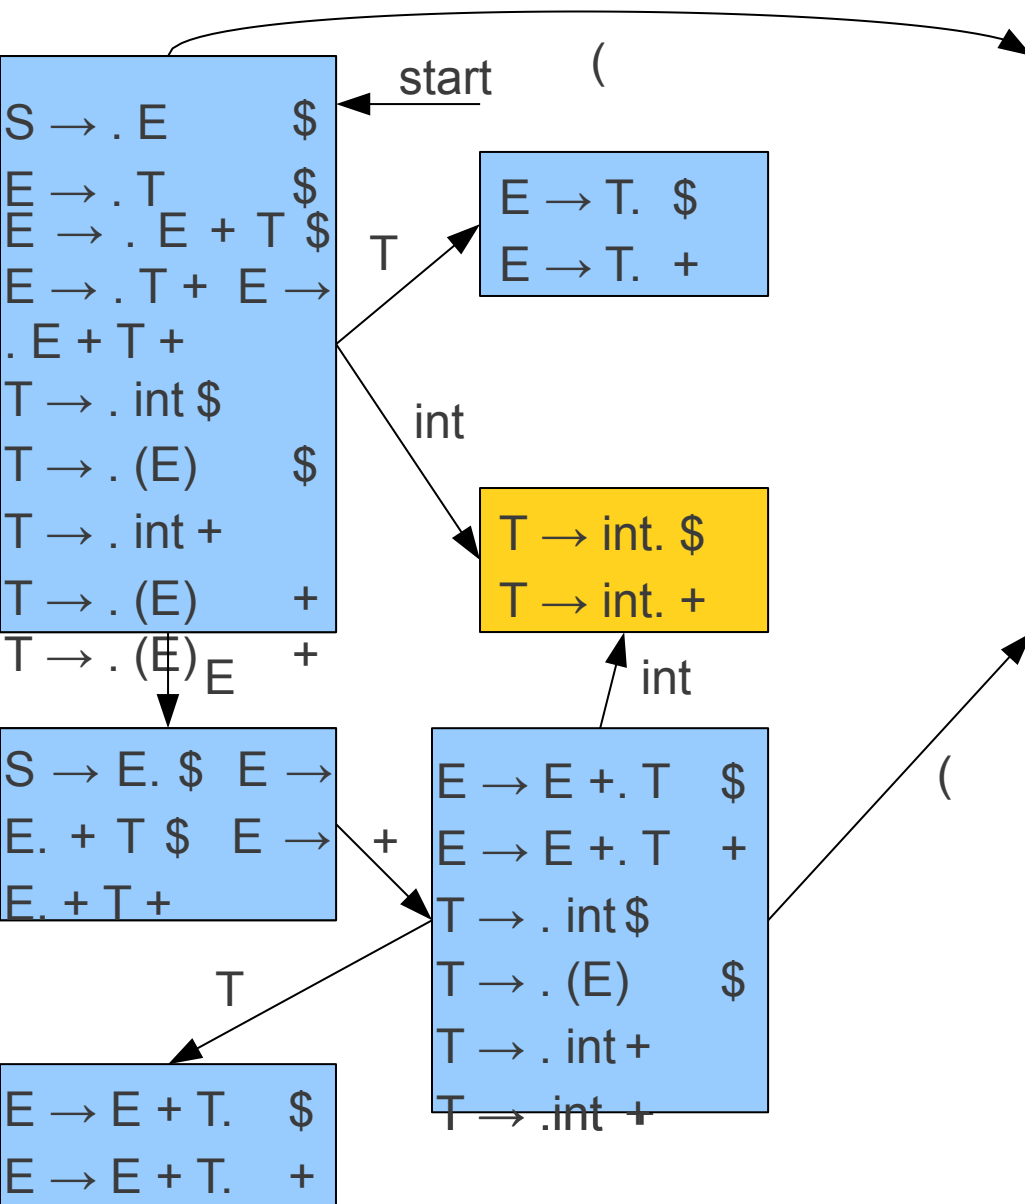 start
(
S → . E $
E → . T $
E → . E + T $
E → . T + E →
. E + T +
T → . int $
T → . (E) $
T → . int +
T → . (E) +
T → . (E) +
T
E → T. $
E → T. +
int
T → int. $
T → int. +
E
int
S → E. $ E →
E. + T $ E →
E. + T +
+
E → E +. T $
E → E +. T +
T → . int $
T → . (E) $
T → . int +
T → .int +
(
T
E → E + T. $
E → E + T. +